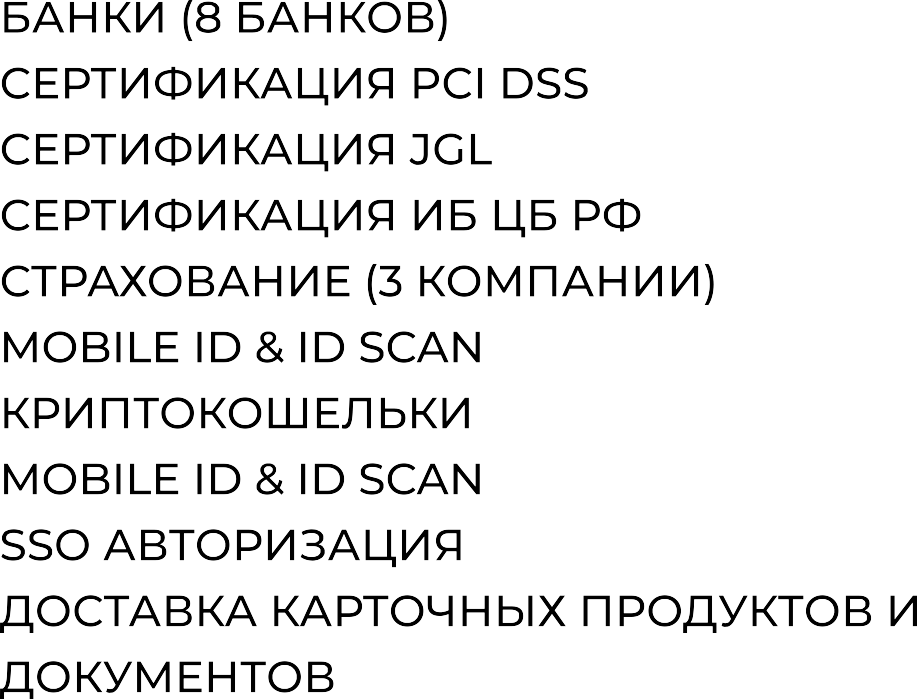 БАНКИ (8 БАНКОВ)
СЕРТИФИКАЦИЯ PCI DSS
СЕРТИФИКАЦИЯ JGL
СЕРТИФИКАЦИЯ ИБ ЦБ РФ
СТРАХОВАНИЕ (3 КОМПАНИИ)
MOBILE ID & ID SCAN
КРИПТОКОШЕЛЬКИ
MOBILE ID & ID SCAN
SSO АВТОРИЗАЦИЯ
ДОСТАВКА КАРТОЧНЫХ ПРОДУКТОВ И
ДОКУМЕНТОВ